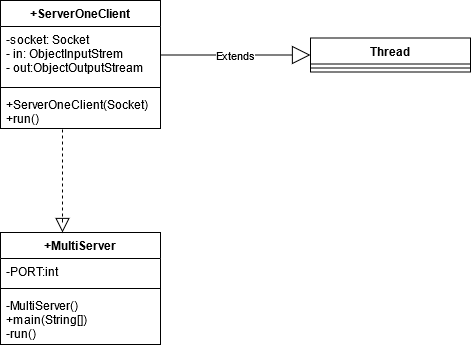 +ServerOneClient
-socket: Socket
- in: ObjectInputStrem
- out:ObjectOutputStream
+ServerOneClient(Socket)
+run()
Extends
Thread
+MultiServer
-PORT:int
-MultiServer()
+main(String[])
-run()